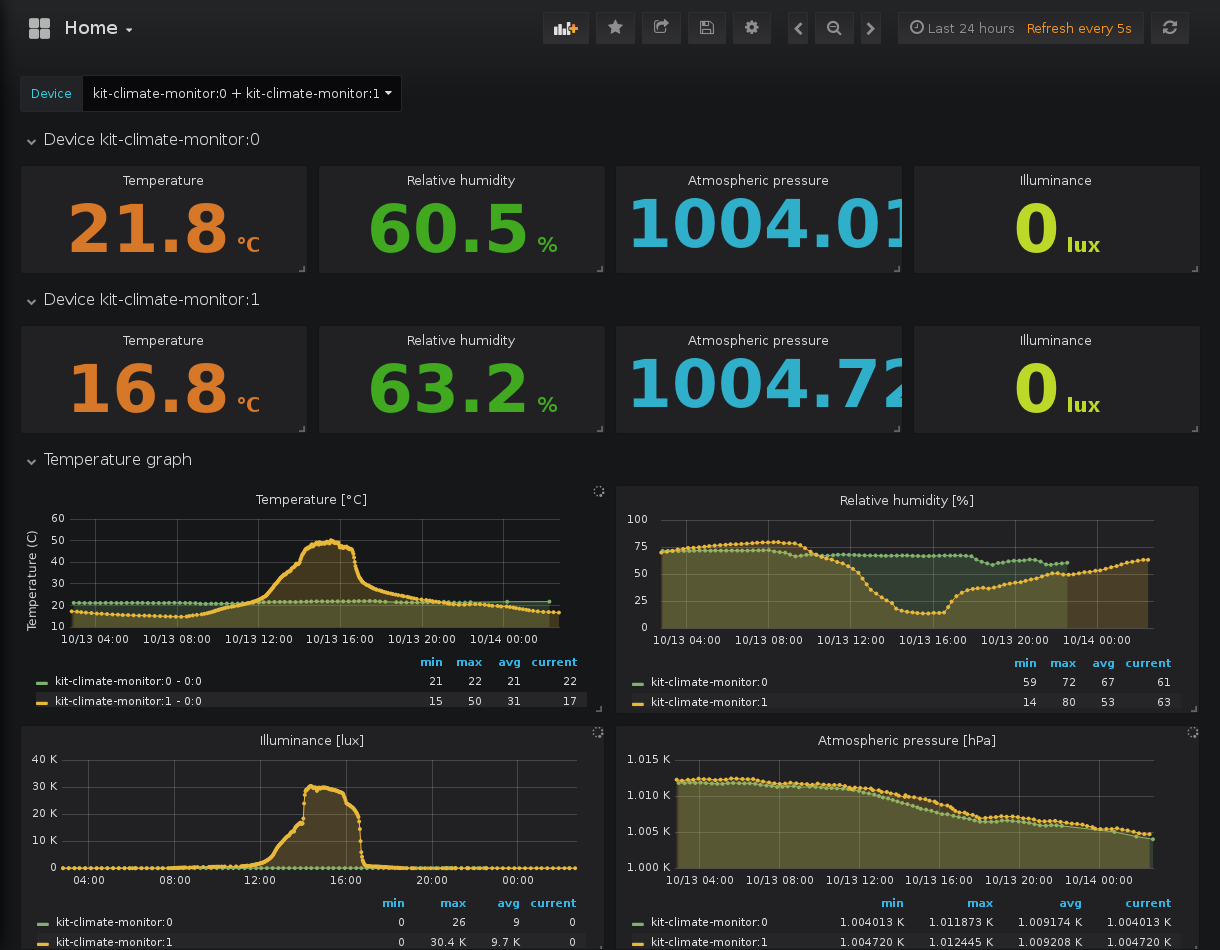 Home
Last 24 hours Refresh every 5s
Device kit-climate-monitor:0 + kit-climate-monitor:1
Device kit-climate-monitor:0
Temperature Relative humidity Atmospheric pressure Illuminance
21.8 °C 60.5 % 1004.01 0 lux
Device kit-climate-monitor:1
Temperature Relative humidity Atmospheric pressure Illuminance
16.8 °C 63.2 % 1004.72 0 lux
Temperature graph
Temperature [°C]
Temperature (C)
60
50
40
30
20
10
10/13 04:00 10/13 08:00 10/13 12:00 10/13 16:00 10/13 20:00 10/14 00:00
min max avg current
kit-climate-monitor:0 - 0:0 21 22 21 22
kit-climate-monitor:1 - 0:0 15 50 31 17
Relative humidity [%]
100
75
50
25
0
10/13 04:00 10/13 08:00 10/13 12:00 10/13 16:00 10/13 20:00 10/14 00:00
min max avg current
kit-climate-monitor:0 59 72 67 61
kit-climate-monitor:1 14 80 53 63
Illuminance [lux]
40 K
30 K
20 K
10 K
0
04:00 08:00 12:00 16:00 20:00 00:00
min max avg current
kit-climate-monitor:0 0 26 9 0
kit-climate-monitor:1 0 30.4 K 9.7 K 0
Atmospheric pressure [hPa]
1.015 K
1.010 K
1.005 K
1.000 K
10/13 04:00 10/13 08:00 10/13 12:00 10/13 16:00 10/13 20:00 10/14 00:00
min max avg current
kit-climate-monitor:0 1.004013 K 1.011873 K 1.009174 K 1.004013 K
kit-climate-monitor:1 1.004720 K 1.012445 K 1.009208 K 1.004720 K